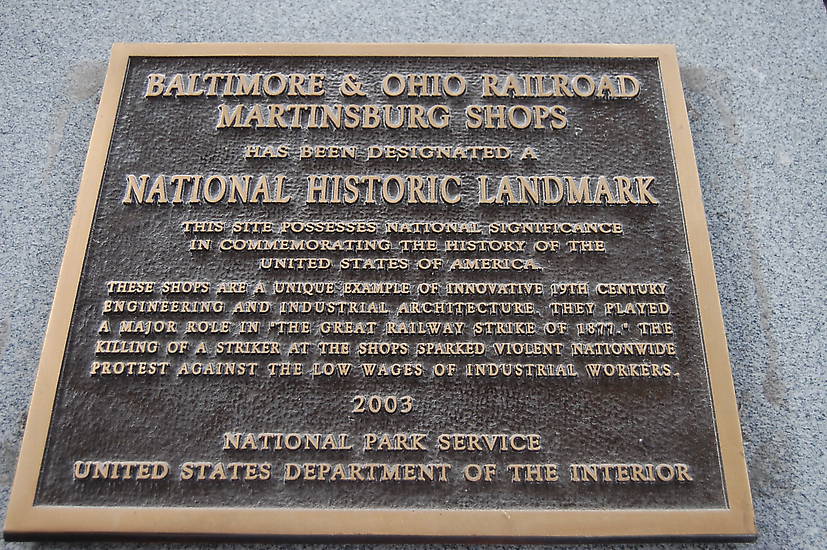 BALTIMORE & OHIO RAILROAD
MARTINSBURG SHOPS
HAS BEEN DESIGNATED A
NATIONAL HISTORIC LANDMARK
THIS SITE POSSESSES NATIONAL SIGNIFICANCE
IN COMMEMORATING THE HISTORY OF THE
UNITED STATES OF AMERICA.
THESE SHOPS ARE A UNIQUE EXAMPLE OF INNOVATIVE 19TH CENTURY
ENGINEERING AND INDUSTRIAL ARCHITECTURE. THEY PLAYED
A MAJOR ROLE IN "THE GREAT RAILWAY STRIKE OF 1877." THE
KILLING OF A STRIKER AT THE SHOPS SPARKED VIOLENT NATIONWIDE
PROTEST AGAINST THE LOW WAGES OF INDUSTRIAL WORKERS.
2003
NATIONAL PARK SERVICE
UNITED STATES DEPARTMENT OF THE INTERIOR